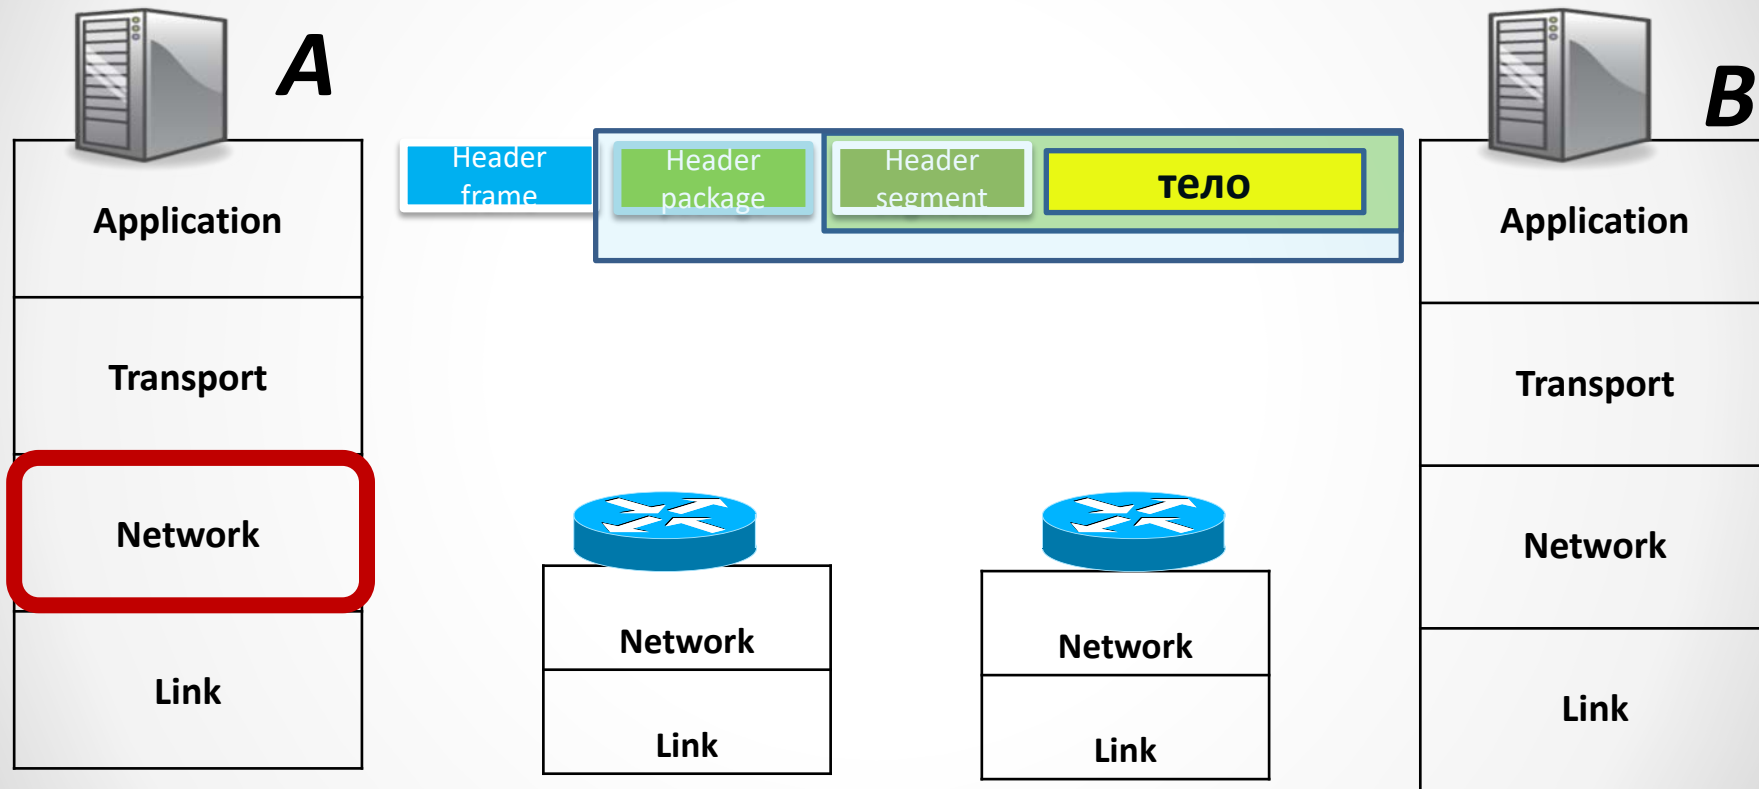 A
B
Header
frame
Header
package
Header
segment
тело
Application
Transport
Network
Link
Network
Link
Network
Link
Application
Transport
Network
Link